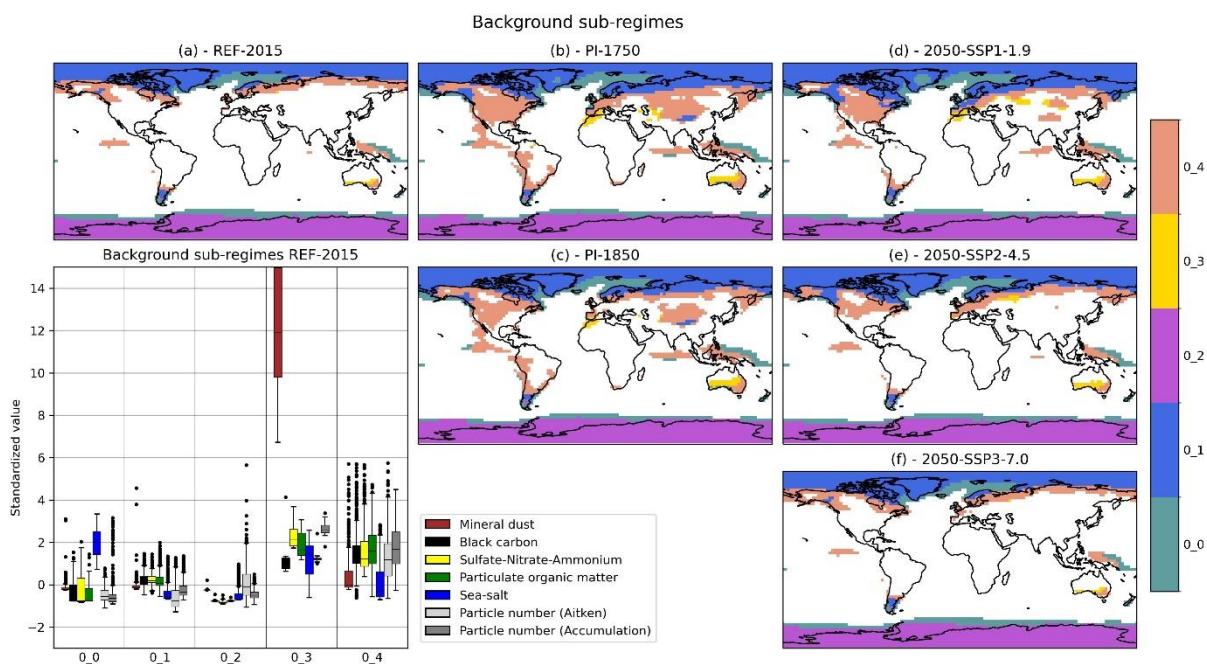 Background sub-regimes
(a) - REF-2015
(b) - PI-1750
(d) - 2050-SSP1-1.9
Background sub-regimes REF-2015
(c) - PI-1850
(e) - 2050-SSP2-4.5
(f) - 2050-SSP3-7.0
Standardized value
14
12
10
8
6
4
2
0
−2
0_0
0_1
0_2
0_3
0_4
Mineral dust
Black carbon
Sulfate-Nitrate-Ammonium
Particulate organic matter
Sea-salt
Particle number (Aitken)
Particle number (Accumulation)
0_4
0_3
0_2
0_1
0_0